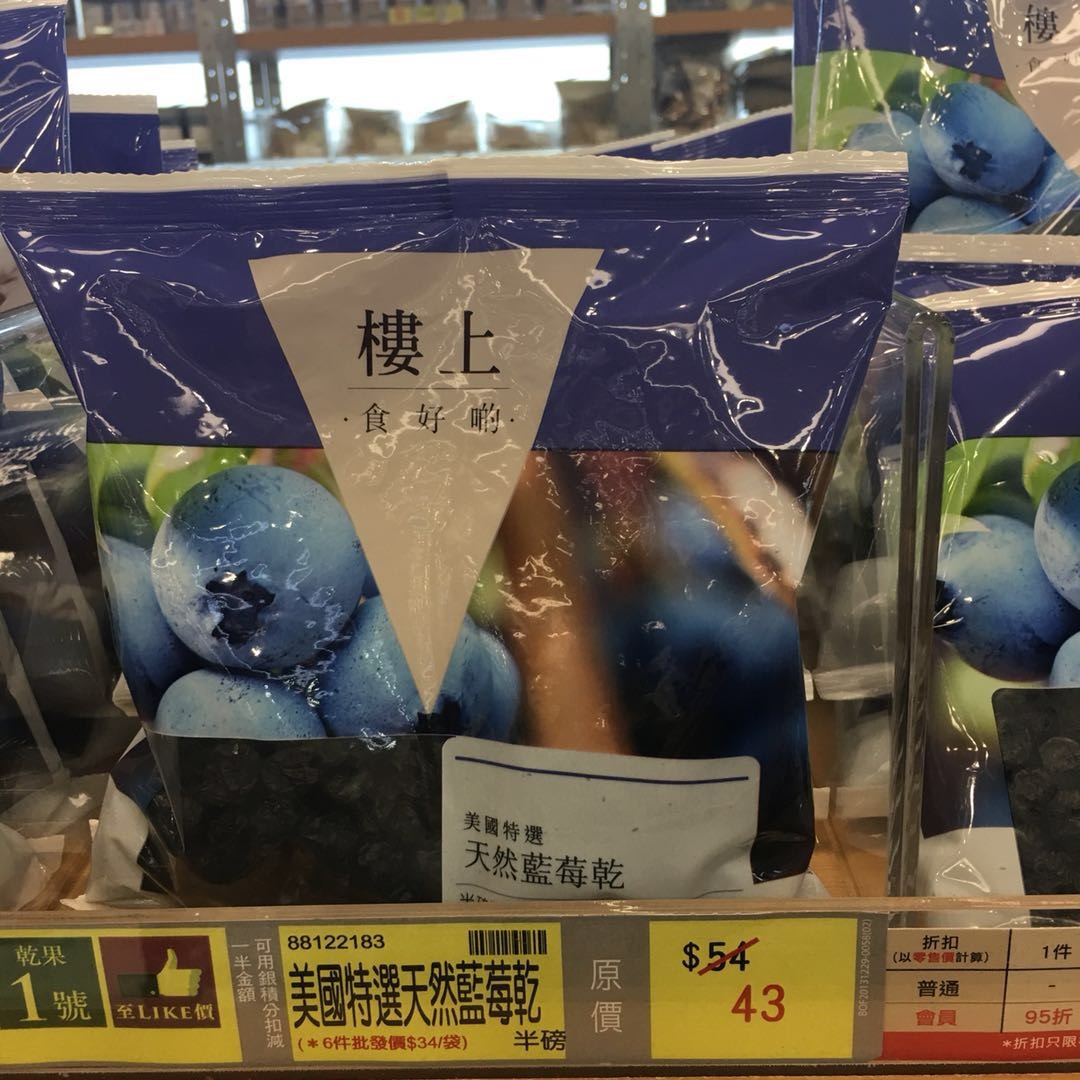 樓
樓上
·食好啲·
美國特選
天然藍莓乾
乾果
1號
至LIKE價
可用銀積分扣減
一半金額
88122183
美國特選天然藍莓乾
(*6件批發價$34/袋)
半磅
原價
$54
43
折扣
(以零售價計算)
1件
普通
-
會員
95折
*折扣只限